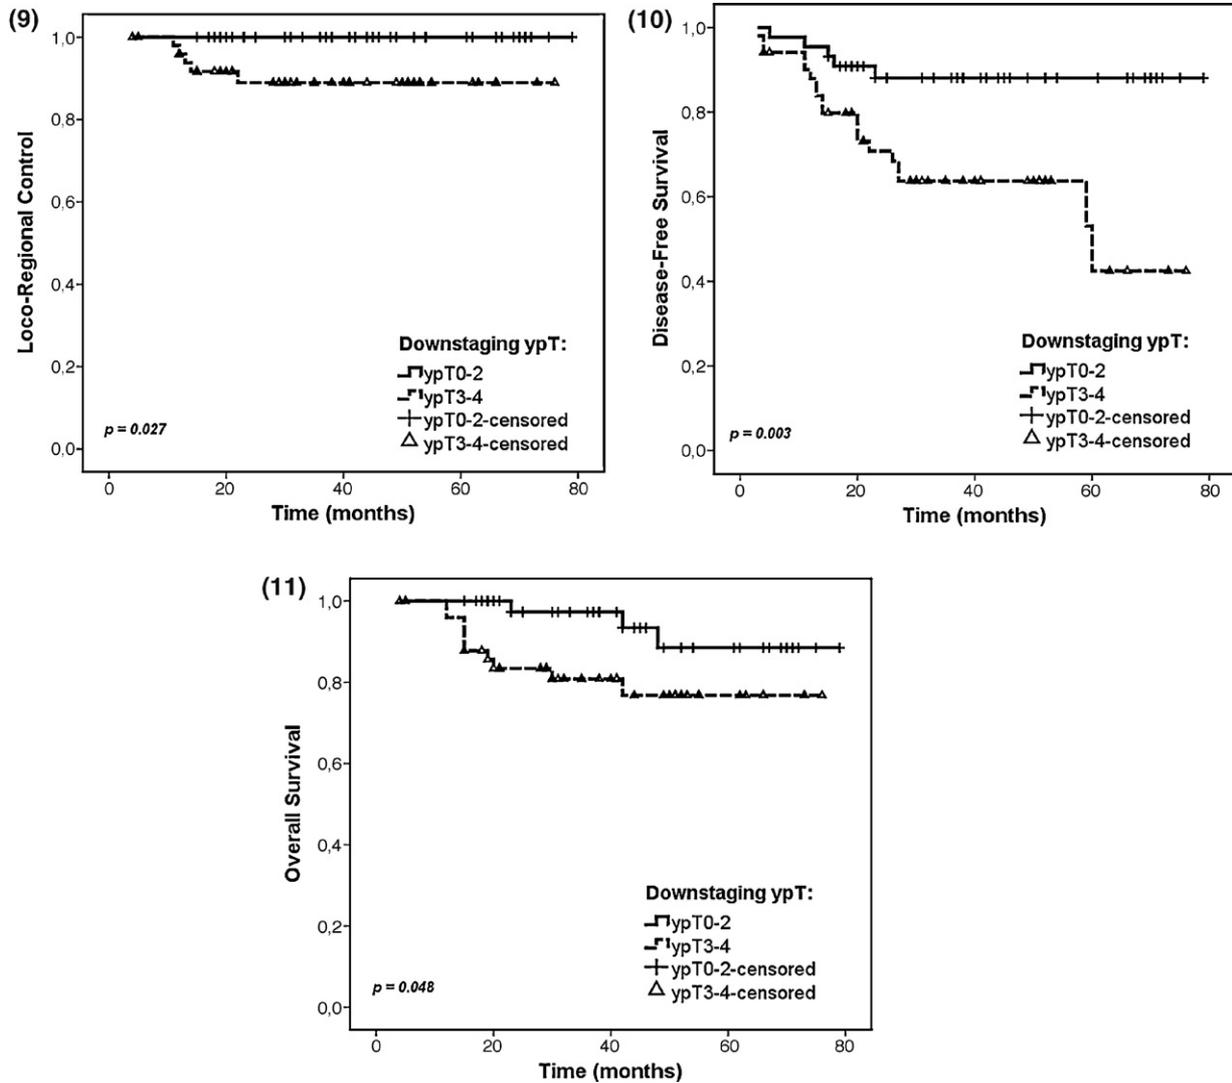 (9)
Loco-Regional Control
1,0
0,8
0,6
0,4
0,2
0,0
Downstaging ypT:
ypT0-2
ypT3-4
ypT0-2-censored
ypT3-4-censored
p = 0.027
0 20 40 60 80
Time (months)
(10)
Disease-Free Survival
1,0
0,8
0,6
0,4
0,2
0,0
Downstaging ypT:
ypT0-2
ypT3-4
ypT0-2-censored
ypT3-4-censored
p = 0.003
0 20 40 60 80
Time (months)
(11)
Overall Survival
1,0
0,8
0,6
0,4
0,2
0,0
Downstaging ypT:
ypT0-2
ypT3-4
ypT0-2-censored
ypT3-4-censored
p = 0.048
0 20 40 60 80
Time (months)